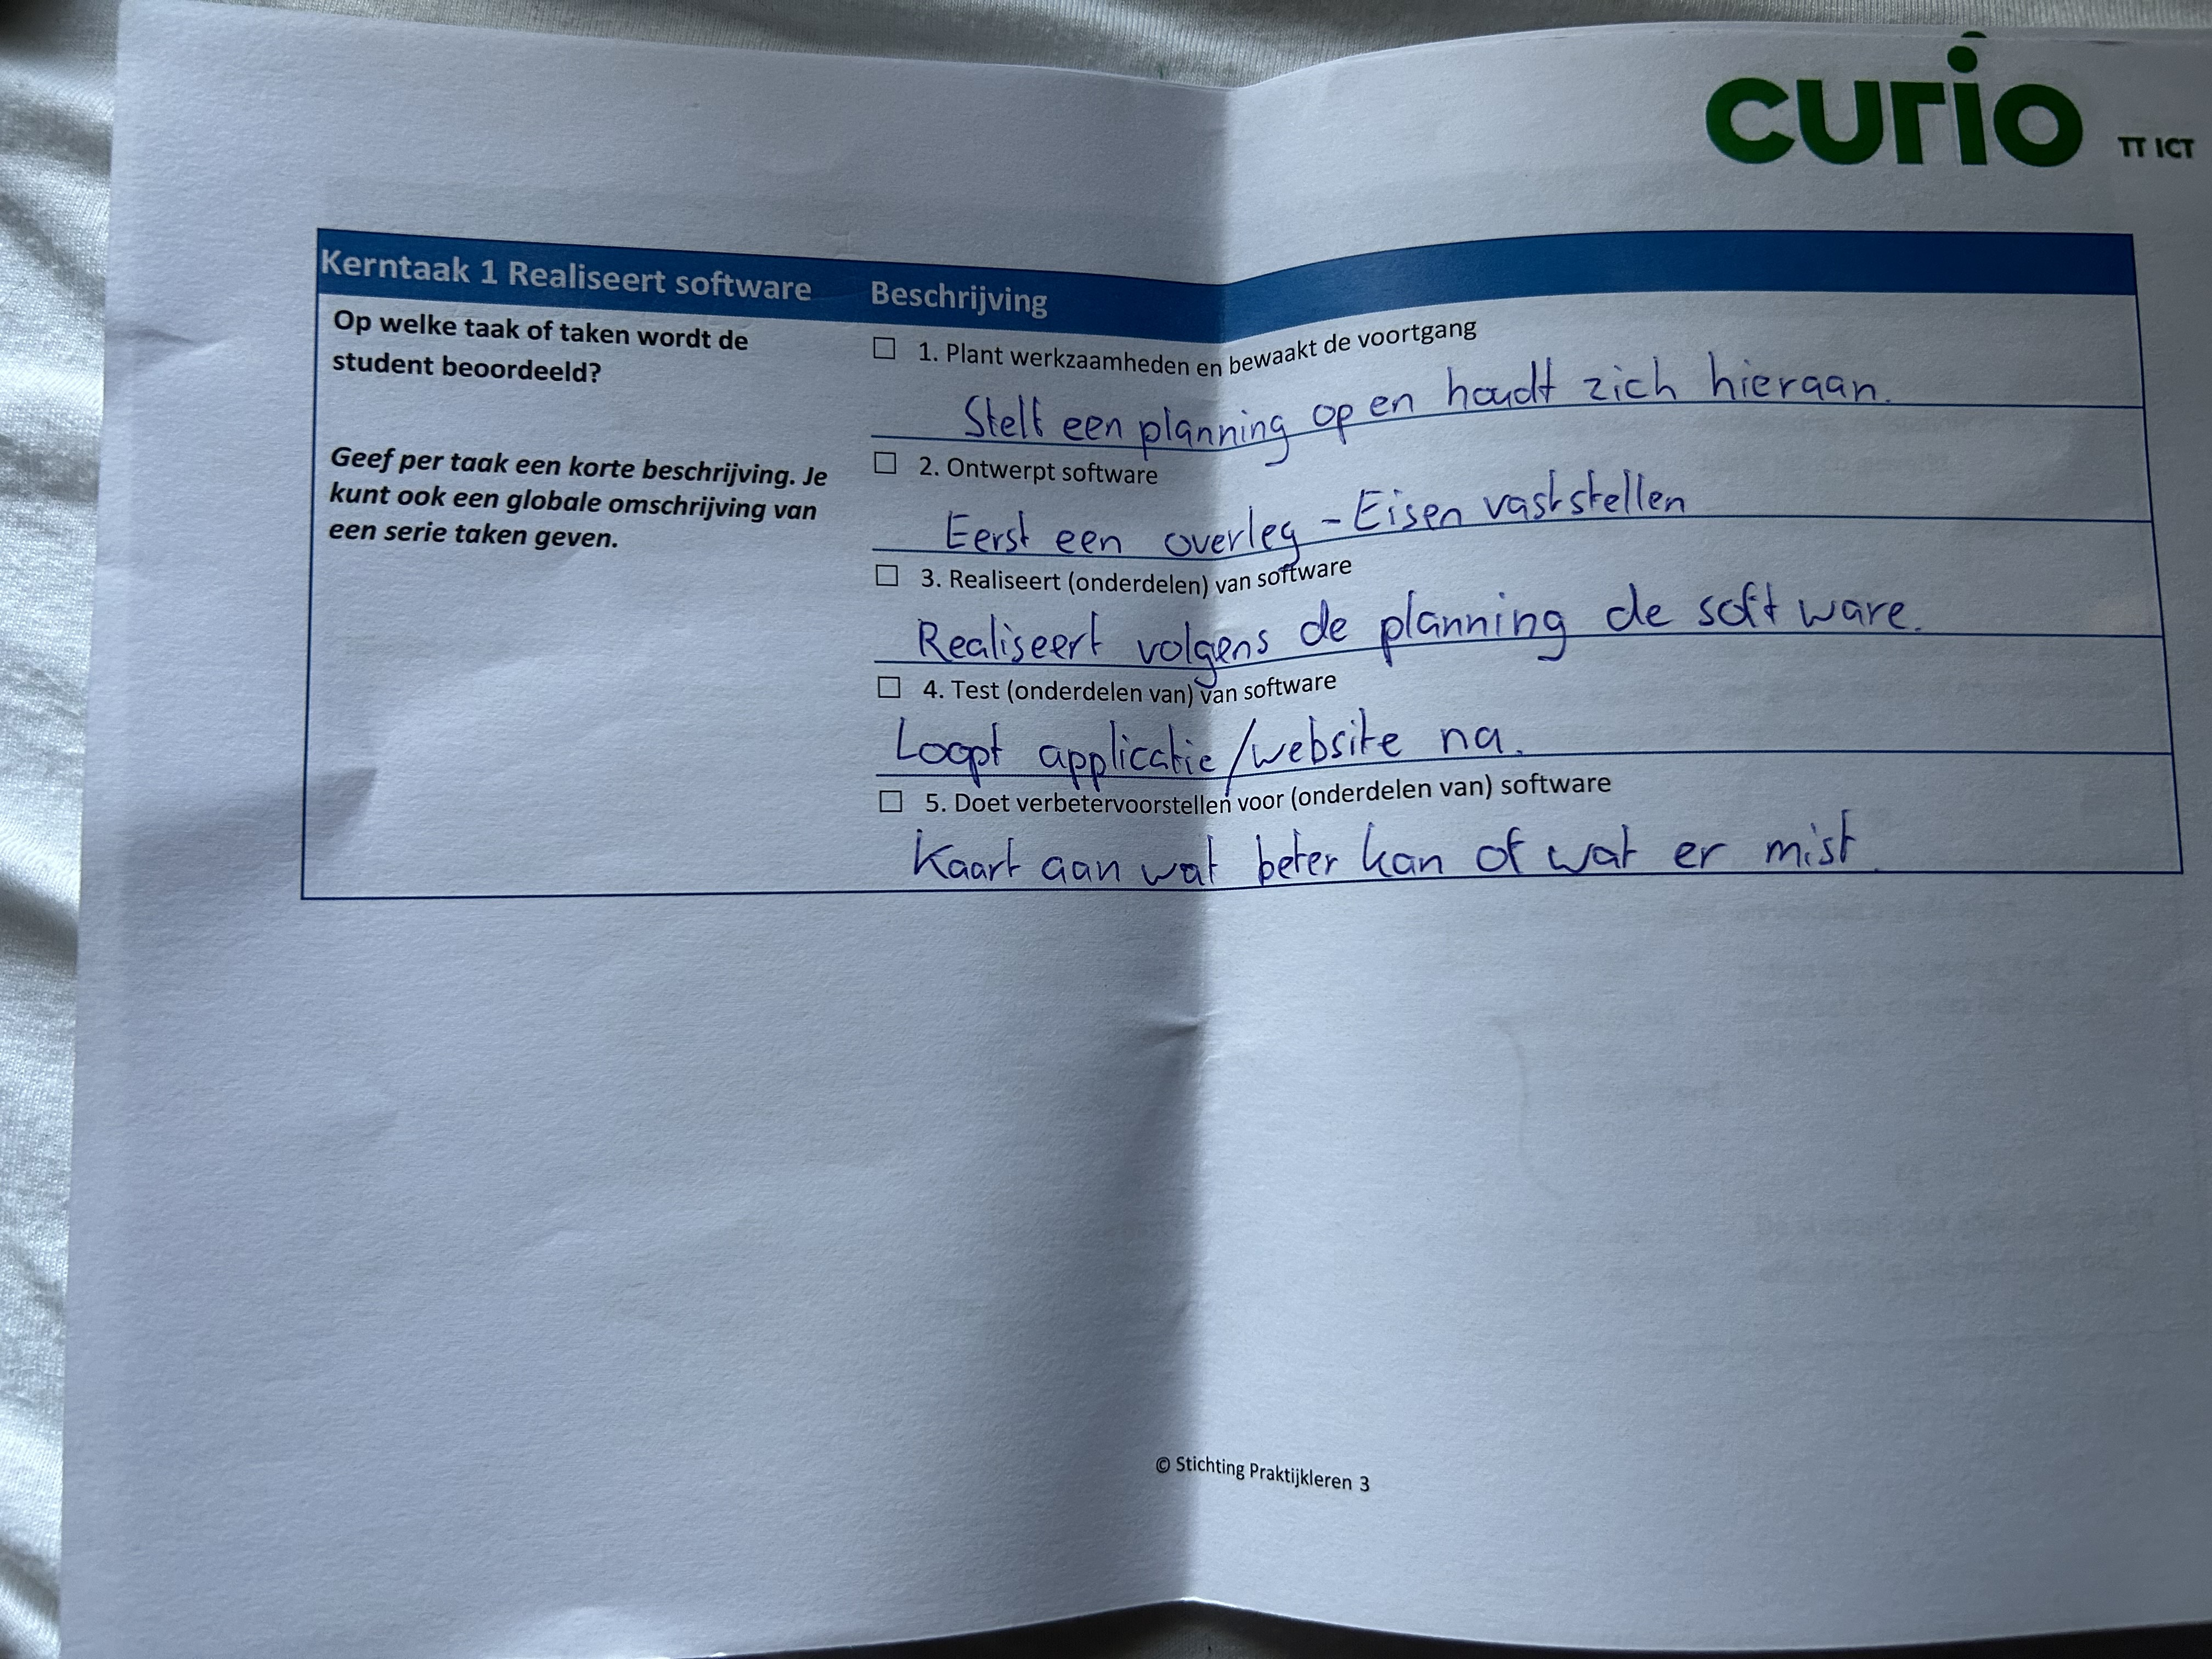 curio TT ICT
Kerntaak 1 Realiseert software Beschrijving
Op welke taak of taken wordt de
student beoordeeld?
Geef per taak een korte beschrijving. Je
kunt ook een globale omschrijving van
een serie taken geven.
☐ 1. Plant werkzaamheden en bewaakt de voortgang
Stelt een planning op en houdt zich hieraan.
☐ 2. Ontwerpt software
Eerst een overleg - Eisen vaststellen
☐ 3. Realiseert (onderdelen) van software
Realiseert volgens de planning de software.
☐ 4. Test (onderdelen van) van software
Loopt applicatie/website na.
☐ 5. Doet verbetervoorstellen voor (onderdelen van) software
Kaart aan wat beter kan of wat er mist.
© Stichting Praktijkleren 3